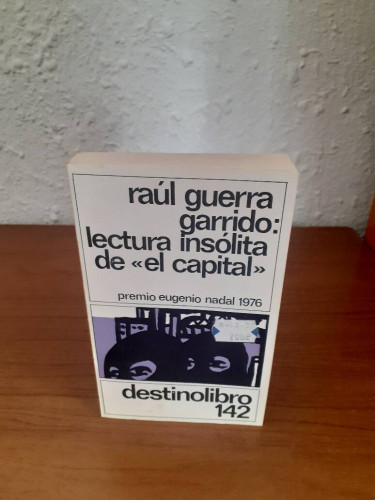 raúl guerra
garrido:
lectura insólita
de «el capital»
premio eugenio nadal 1976
destinolibro
142